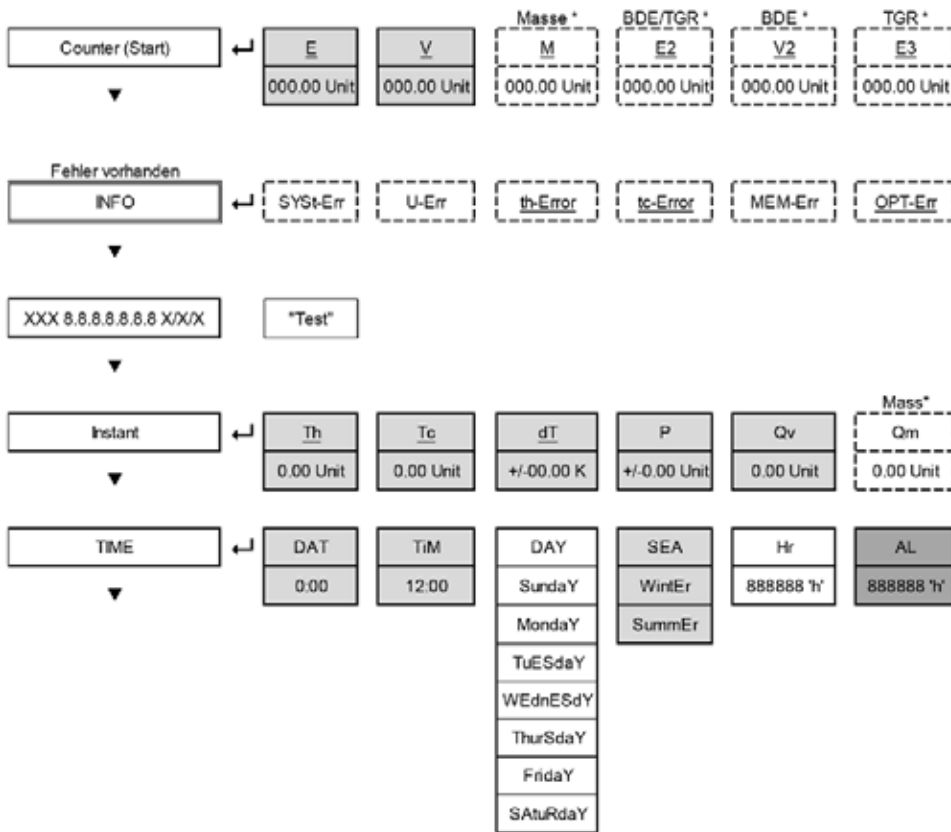 Masse * BDE/TGR * BDE * TGR *
Counter (Start) E V M E2 V2 E3
000.00 Unit 000.00 Unit 000.00 Unit 000.00 Unit 000.00 Unit 000.00 Unit
Fehler vorhanden
INFO SYSt-Err U-Err th-Error tc-Error MEM-Err OPT-Err
XXX 8.8.8.8.8.8.8 X/X/X "Test"
Mass*
Instant Th Tc dT P Qv Qm
0.00 Unit 0.00 Unit +/-00.00 K +/-0.00 Unit 0.00 Unit 0.00 Unit
TIME DAT TiM DAY SEA Hr AL
0:00 12:00 SundaY WintEr 888888 'h' 888888 'h'
MondaY SummEr
TuESdaY
WEdnESdY
ThurSdaY
FridaY
SAtuRdaY